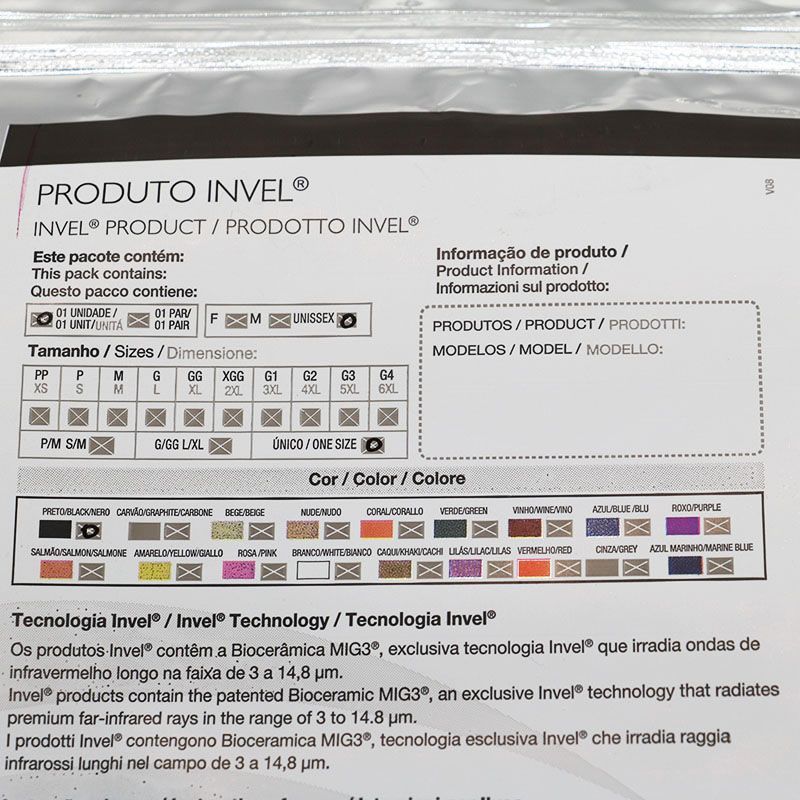 V08
PRODUTO INVEL®
INVEL® PRODUCT / PRODOTTO INVEL®
Este pacote contém:
This pack contains:
Questo pacco contiene:
01 UNIDADE / 01 PAR/
01 UNIT/UNITÁ 01 PAIR
F M UNISSEX
Informação de produto /
Product Information /
Informazioni sul prodotto:
PRODUTOS / PRODUCT / PRODOTTI:
MODELOS / MODEL / MODELLO:
Tamanho / Sizes / Dimensione:
PP P M G GG XGG G1 G2 G3 G4
XS S M L XL 2XL 3XL 4XL 5XL 6XL
P/M S/M G/GG L/XL ÚNICO / ONE SIZE
Cor / Color / Colore
PRETO/BLACK/NERO CARVÃO/GRAPHITE/CARBONE BEGE/BEIGE NUDE/NUDO CORAL/CORALLO VERDE/GREEN VINHO/WINE/VINO AZUL/BLUE /BLU ROXO/PURPLE
SALMÃO/SALMON/SALMONE AMARELO/YELLOW/GIALLO ROSA /PINK BRANCO/WHITE/BIANCO CAQUI/KHAKI/CACHI LILÁS/LILAC/LILAS VERMELHO/RED CINZA/GREY AZUL MARINHO/MARINE BLUE
Tecnologia Invel® / Invel® Technology / Tecnologia Invel®
Os produtos Invel® contêm a Biocerâmica MIG3®, exclusiva tecnologia Invel® que irradia ondas de
infravermelho longo na faixa de 3 a 14,8 µm.
Invel® products contain the patented Bioceramic MIG3®, an exclusive Invel® technology that radiates
premium far-infrared rays in the range of 3 to 14.8 µm.
I prodotti Invel® contengono Bioceramica MIG3®, tecnologia esclusiva Invel® che irradia raggia
infrarossi lunghi nel campo de 3 a 14,8 µm.